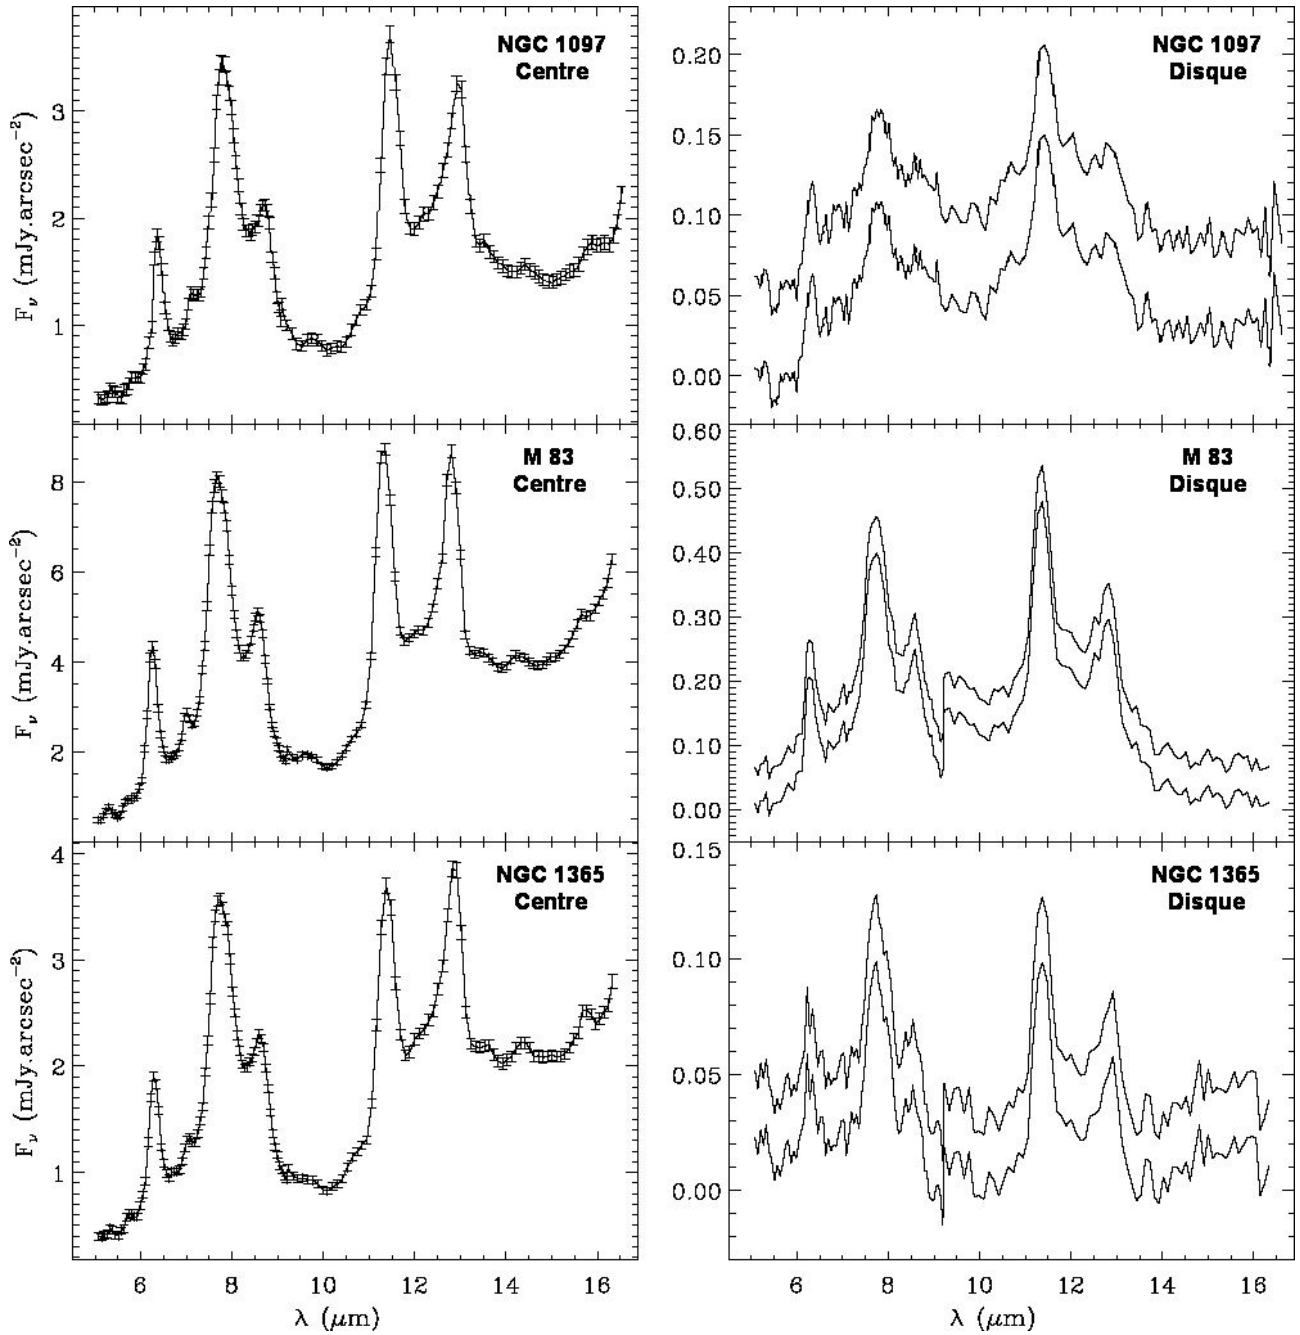 NGC 1097
Centre
3
2
1
Fν (mJy.arcsec−2)
NGC 1097
Disque
0.20
0.15
0.10
0.05
0.00
M 83
Centre
8
6
4
2
Fν (mJy.arcsec−2)
M 83
Disque
0.60
0.50
0.40
0.30
0.20
0.10
0.00
NGC 1365
Centre
4
3
2
1
Fν (mJy.arcsec−2)
6 8 10 12 14 16
λ (μm)
NGC 1365
Disque
0.15
0.10
0.05
0.00
6 8 10 12 14 16
λ (μm)